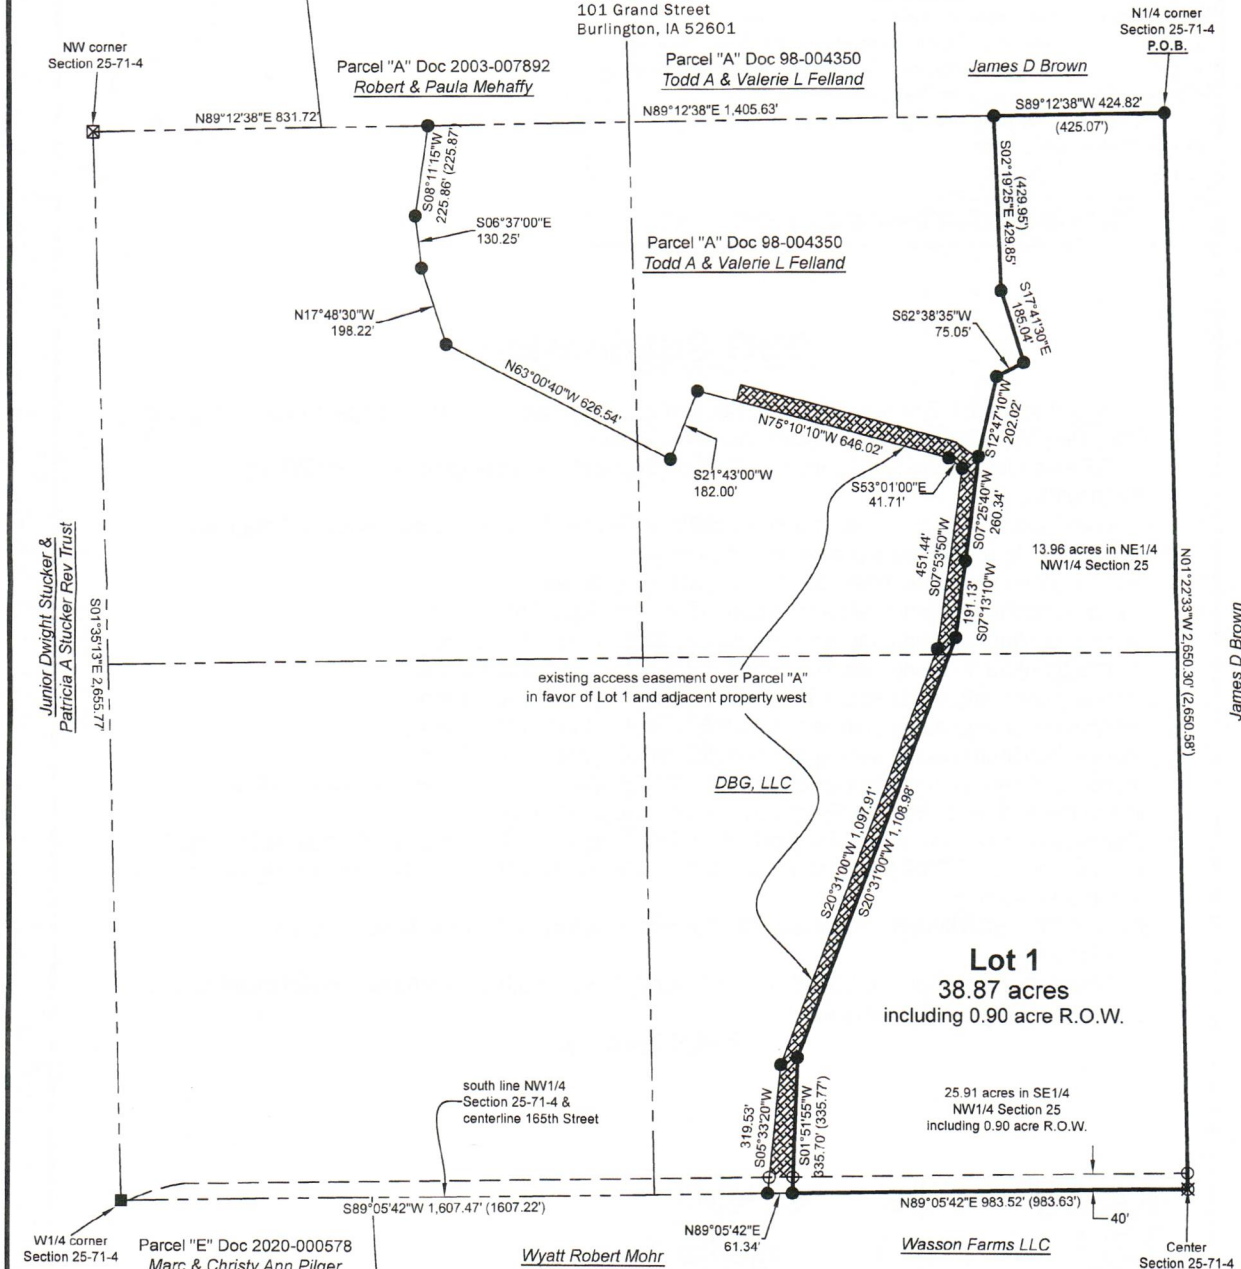 101 Grand Street
Burlington, IA 52601
N1/4 corner
Section 25-71-4
P.O.B.
NW corner
Section 25-71-4
Parcel "A" Doc 2003-007892
Robert & Paula Mehaffy
Parcel "A" Doc 98-004350
Todd A & Valerie L Felland
James D Brown
N89°12'38"E 831.72'
N89°12'38"E 1,405.63'
S89°12'38"W 424.82'
(425.07')
S08°11'15"W
225.86' (225.87')
S06°37'00"E
130.25'
N17°48'30"W
198.22'
N63°00'40"W 626.54'
S21°43'00"W
182.00'
N75°10'10"W 646.02'
S53°01'00"E
41.71'
Parcel "A" Doc 98-004350
Todd A & Valerie L Felland
(429.95')
S02°19'25"E 429.85'
S17°41'30"E
185.04'
S62°38'35"W
75.05'
S12°47'10"W
202.02'
S07°25'40"W
260.34'
451.44'
S07°53'50"W
191.13'
S07°13'10"W
13.96 acres in NE1/4
NW1/4 Section 25
N01°22'33"W 2,650.30' (2,650.58')
James D Brown
Junior Dwight Stucker &
Patricia A Stucker Rev Trust
S01°35'13"E 2,655.77'
existing access easement over Parcel "A"
in favor of Lot 1 and adjacent property west
DBG, LLC
S20°31'00"W 1,097.91'
S20°31'00"W 1,108.98'
Lot 1
38.87 acres
including 0.90 acre R.O.W.
25.91 acres in SE1/4
NW1/4 Section 25
including 0.90 acre R.O.W.
south line NW1/4
Section 25-71-4 &
centerline 165th Street
319.53'
S05°33'20"W
S01°51'55"W
335.70' (335.77')
S89°05'42"W 1,607.47' (1607.22')
N89°05'42"E
61.34'
N89°05'42"E 983.52' (983.63')
40'
W1/4 corner
Section 25-71-4
Parcel "E" Doc 2020-000578
Marc & Christy Ann Pilger
Wyatt Robert Mohr
Wasson Farms LLC
Center
Section 25-71-4